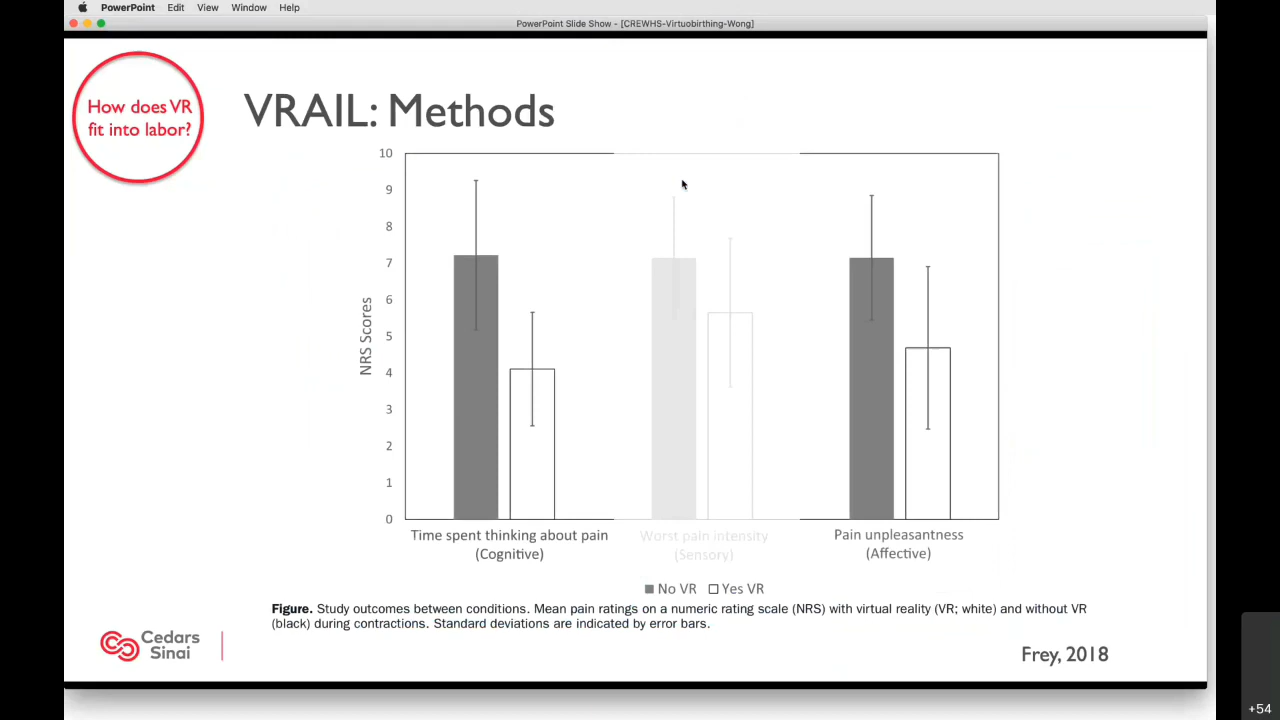 PowerPoint Edit View Window Help
PowerPoint Slide Show - [CREWHS-Virtuobirthing-Wong]
How does VR
fit into labor?
VRAIL: Methods
10
9
8
7
6
5
4
3
2
1
0
NRS Scores
Time spent thinking about pain
(Cognitive)
Worst pain intensity
(Sensory)
Pain unpleasantness
(Affective)
No VR Yes VR
Figure. Study outcomes between conditions. Mean pain ratings on a numeric rating scale (NRS) with virtual reality (VR; white) and without VR
(black) during contractions. Standard deviations are indicated by error bars.
Cedars
Sinai
Frey, 2018
+54